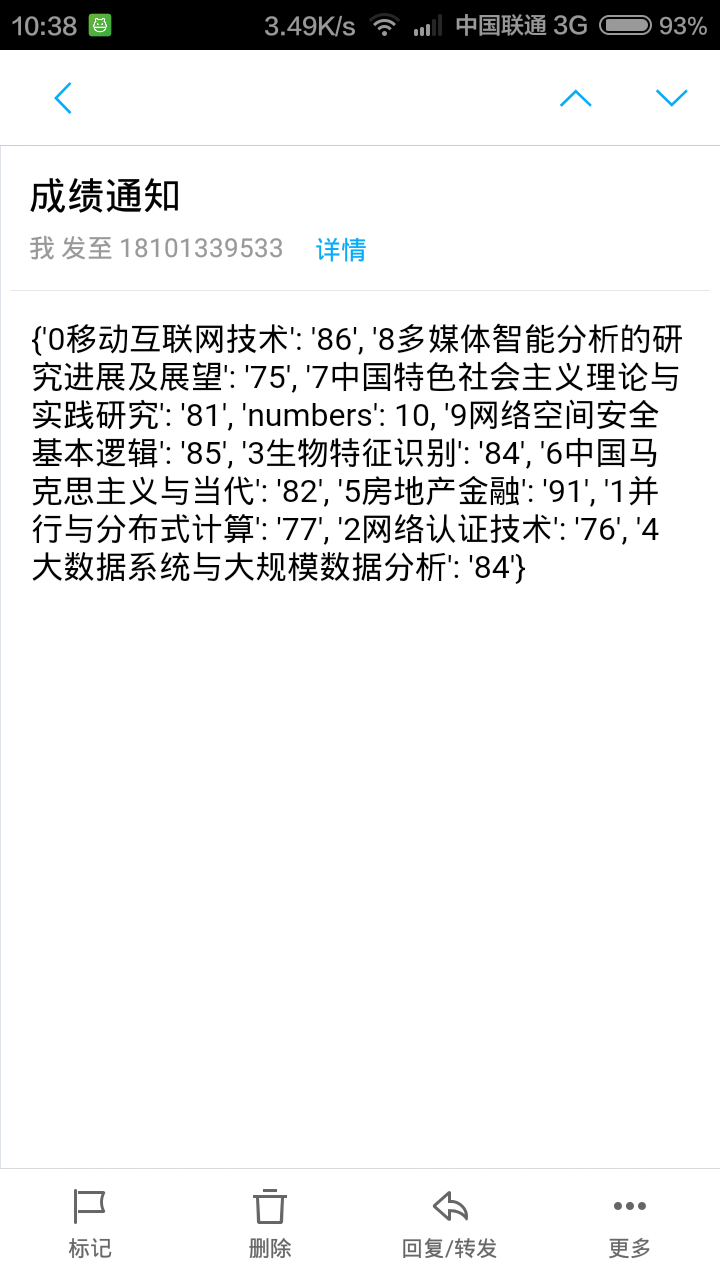 10:38 3.49K/s 中国联通 3G 93%
成绩通知
我 发至 18101339533 详情
{'0移动互联网技术': '86', '8多媒体智能分析的研
究进展及展望': '75', '7中国特色社会主义理论与
实践研究': '81', 'numbers': 10, '9网络空间安全
基本逻辑': '85', '3生物特征识别': '84', '6中国马
克思主义与当代': '82', '5房地产金融': '91', '1并
行与分布式计算': '77', '2网络认证技术': '76', '4
大数据系统与大规模数据分析': '84'}
标记 删除 回复/转发 更多